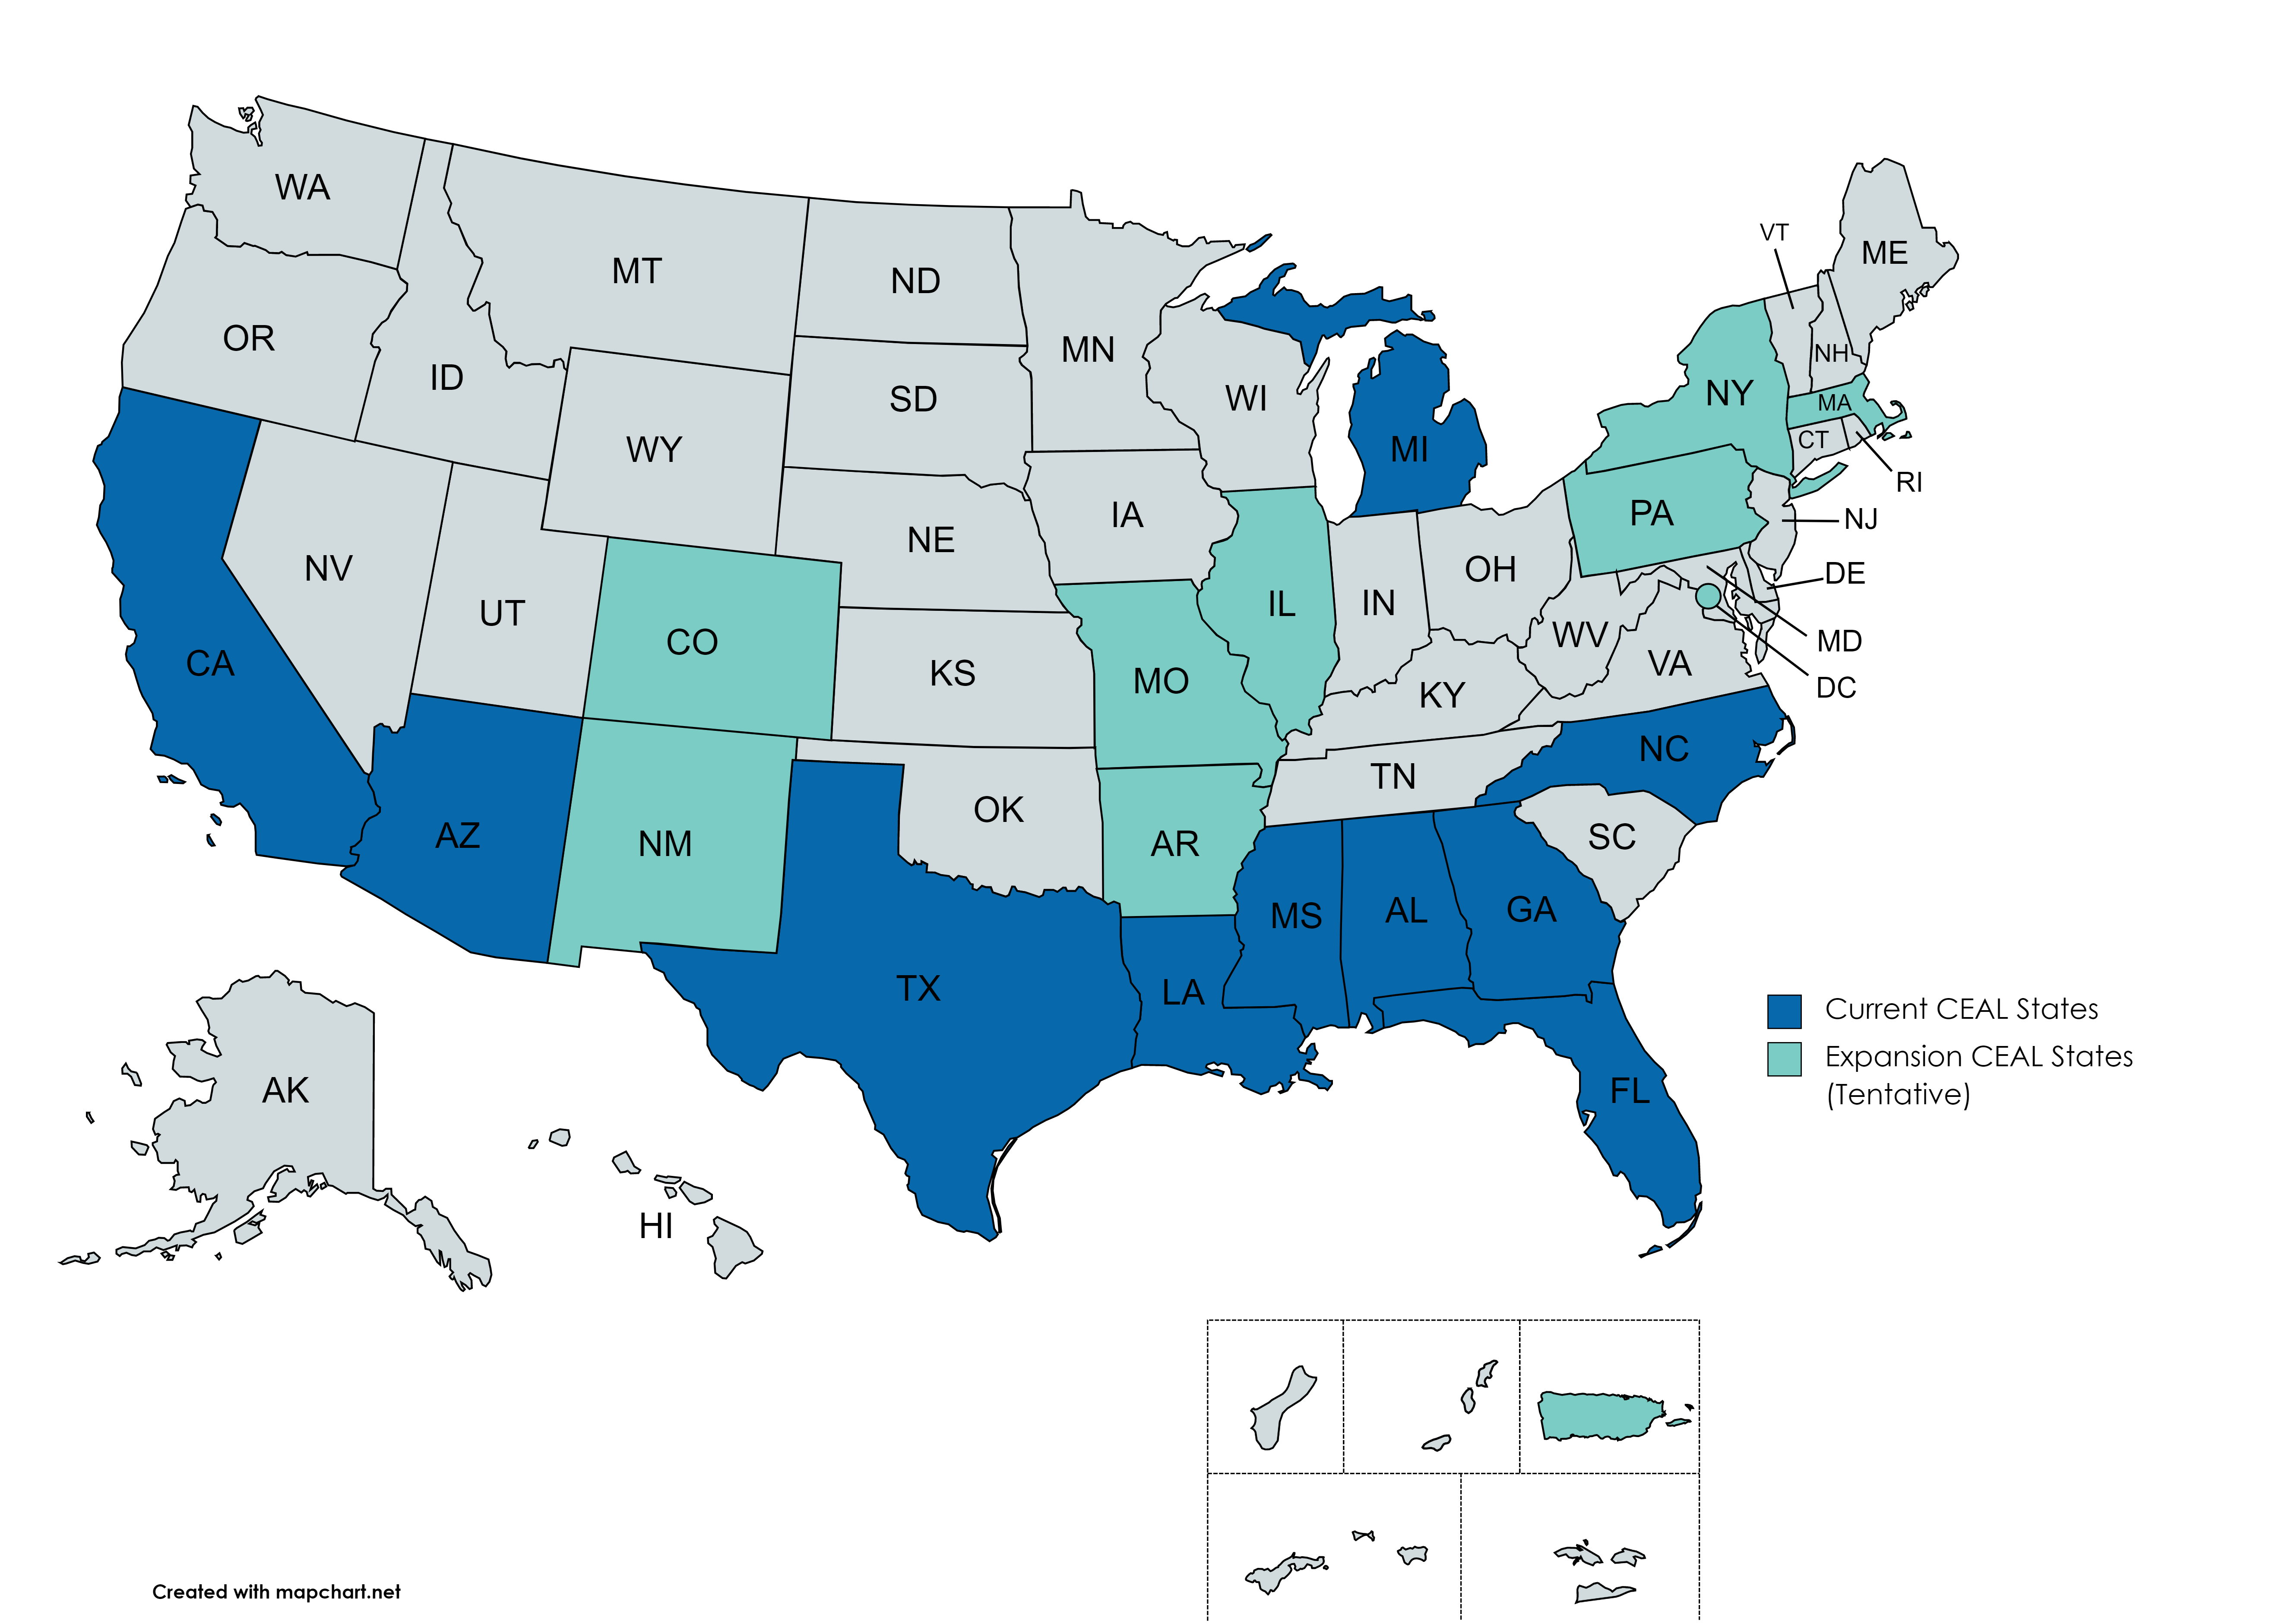 WA
MT
ND
MN
VT
ME
OR
ID
SD
WI
NH
NY
MA
WY
MI
CT
RI
IA
PA
NJ
NE
NV
OH
DE
UT
CO
IL
IN
WV
MD
CA
KS
MO
KY
VA
DC
NC
TN
AZ
NM
OK
AR
SC
MS
AL
GA
TX
LA
FL
AK
HI
Current CEAL States
Expansion CEAL States
(Tentative)
Created with mapchart.net